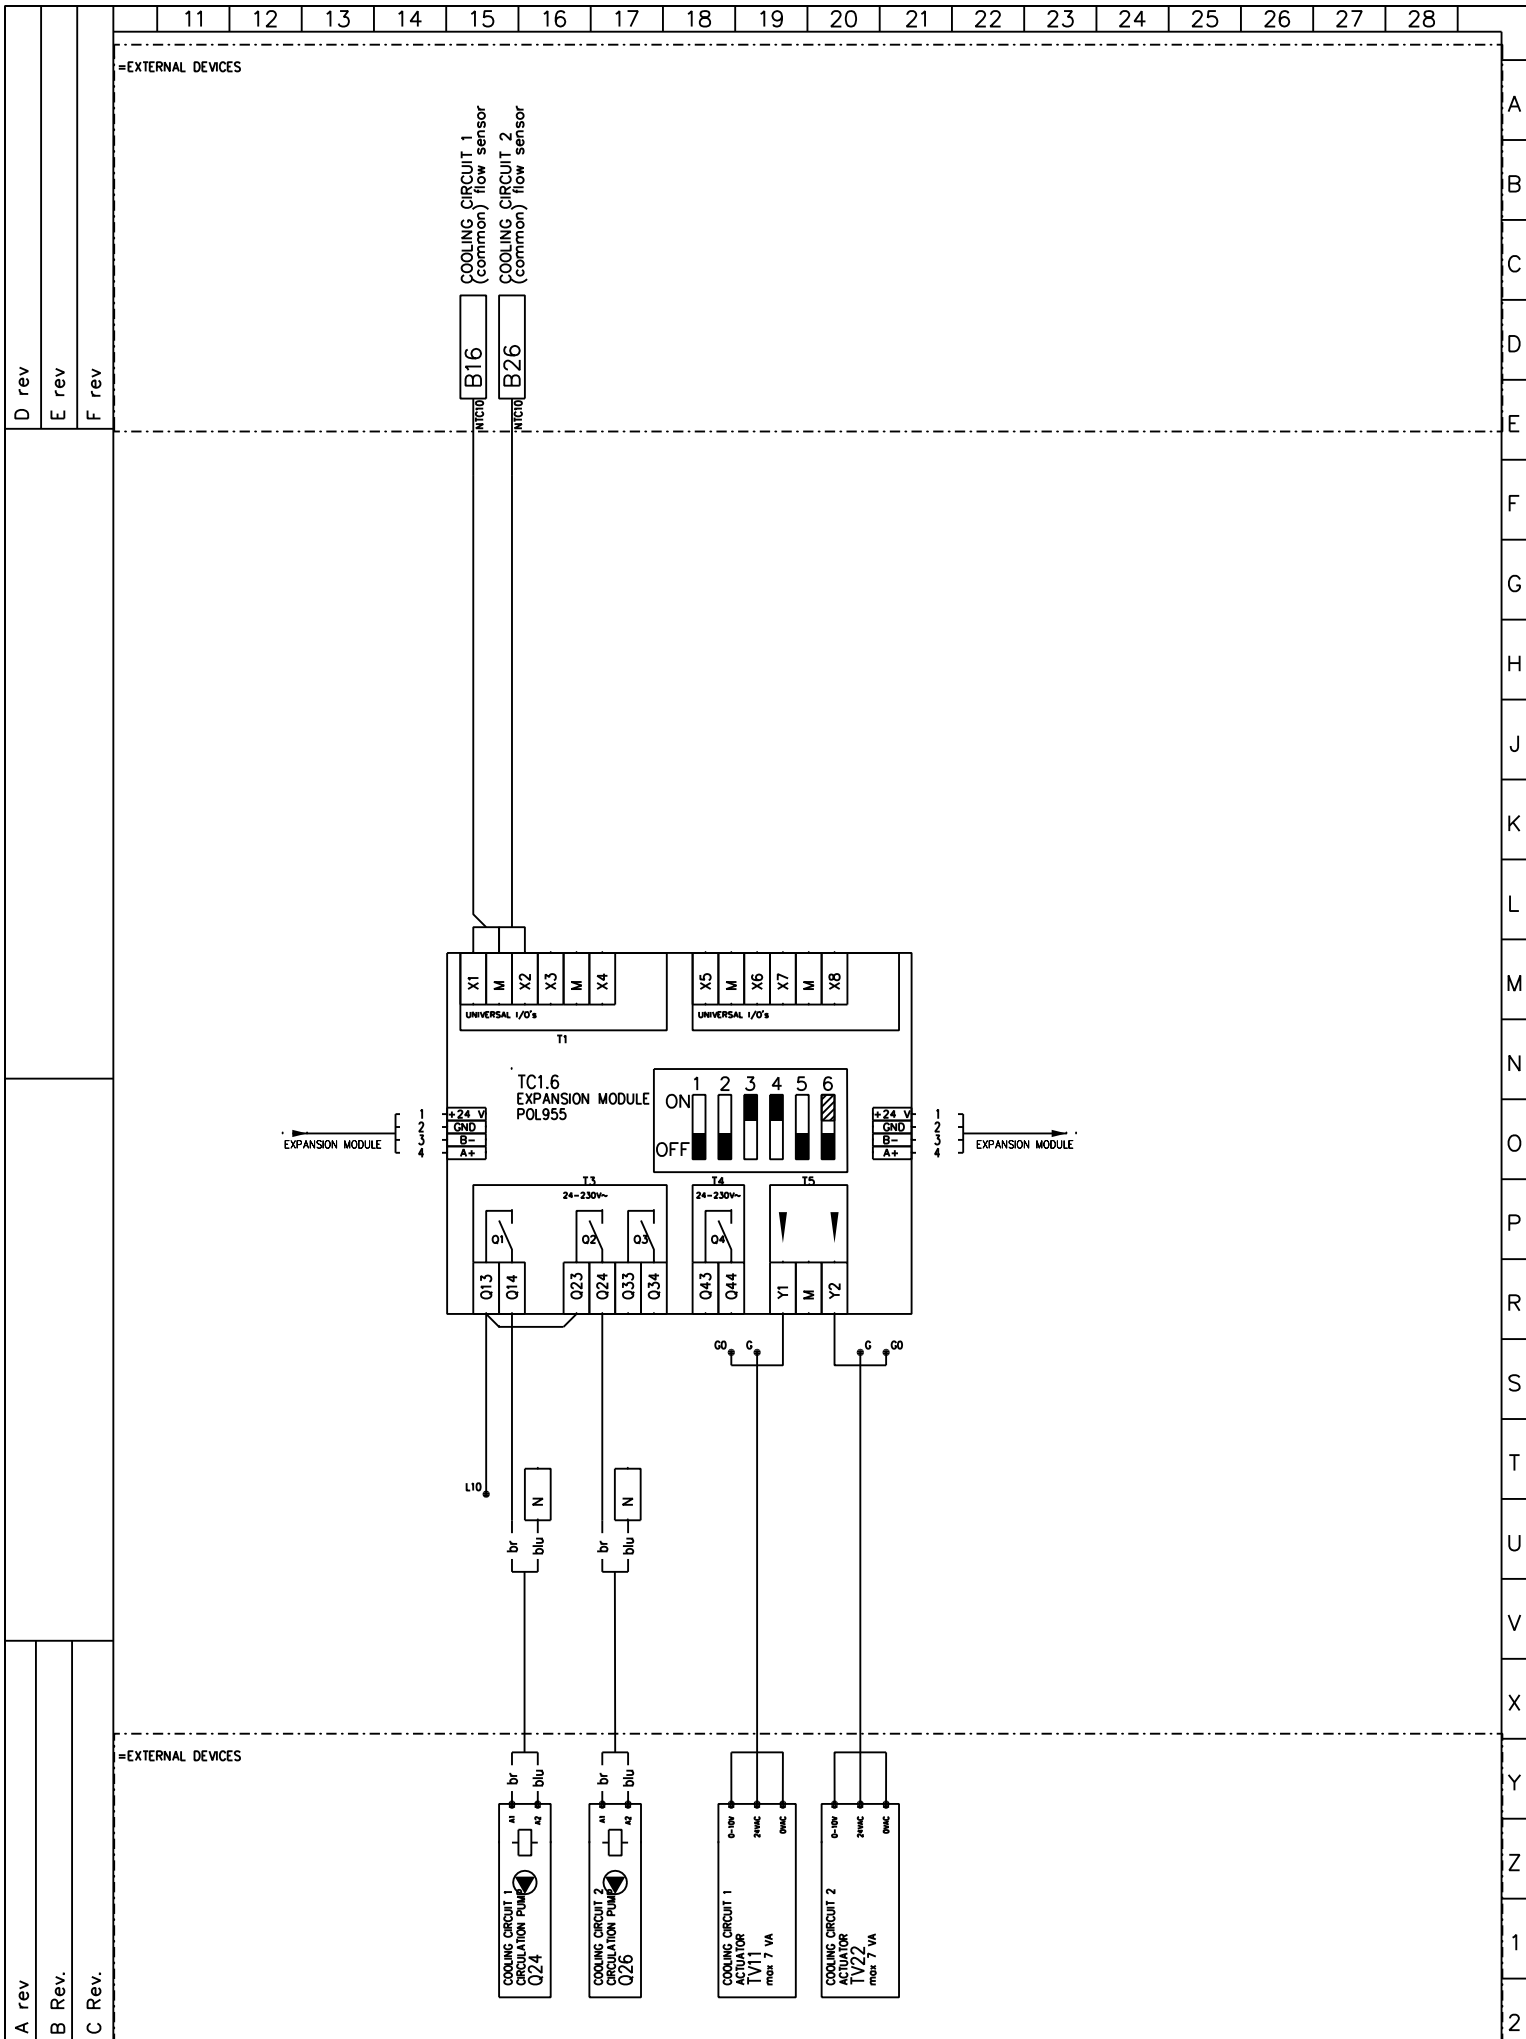 11 12 13 14 15 16 17 18 19 20 21 22 23 24 25 26 27 28
=EXTERNAL DEVICES
A
B
C
D
E
F
G
H
J
K
L
M
N
O
P
R
S
T
U
V
X
Y
Z
1
2
D rev
E rev
F rev
A rev
B Rev.
C Rev.
COOLING CIRCUIT 1
(common) flow sensor
COOLING CIRCUIT 2
(common) flow sensor
B16
B26
NTC10
NTC10
X1 M X2 X3 M X4
X5 M X6 X7 M X8
UNIVERSAL I/O's
UNIVERSAL I/O's
T1
TC1.6
EXPANSION MODULE
POL955
1 2 3 4 5 6
ON
OFF
EXPANSION MODULE
1 +24 V
2 GND
3 B-
4 A+
+24 V 1
GND 2
B- 3
A+ 4
EXPANSION MODULE
T3
24-230V~
T4
24-230V~
T5
Q1
Q2
Q3
Q4
Q13 Q14 Q23 Q24 Q33 Q34
Q43 Q44
Y1 M Y2
G0 G
G G0
L10
N
N
br blu
br blu
=EXTERNAL DEVICES
br blu
br blu
A1 A2
A1 A2
0-10V 24VAC 0VAC
0-10V 24VAC 0VAC
COOLING CIRCUIT 1
CIRCULATION PUMP
Q24
COOLING CIRCUIT 2
CIRCULATION PUMP
Q26
COOLING CIRCUIT 1
ACTUATOR
TV11
max 7 VA
COOLING CIRCUIT 2
ACTUATOR
TV22
max 7 VA